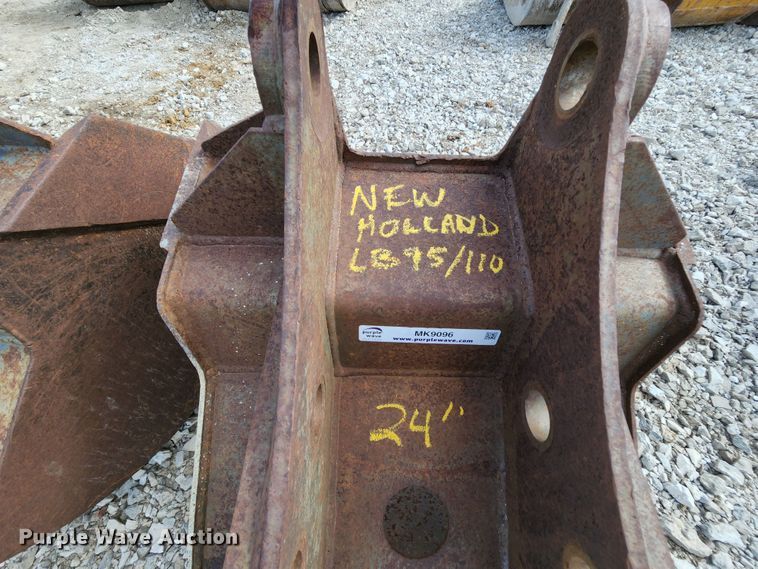 NEW
HOLLAND
LB95/110
purple wave
MK9096
www.purplewave.com
24"
Purple Wave Auction